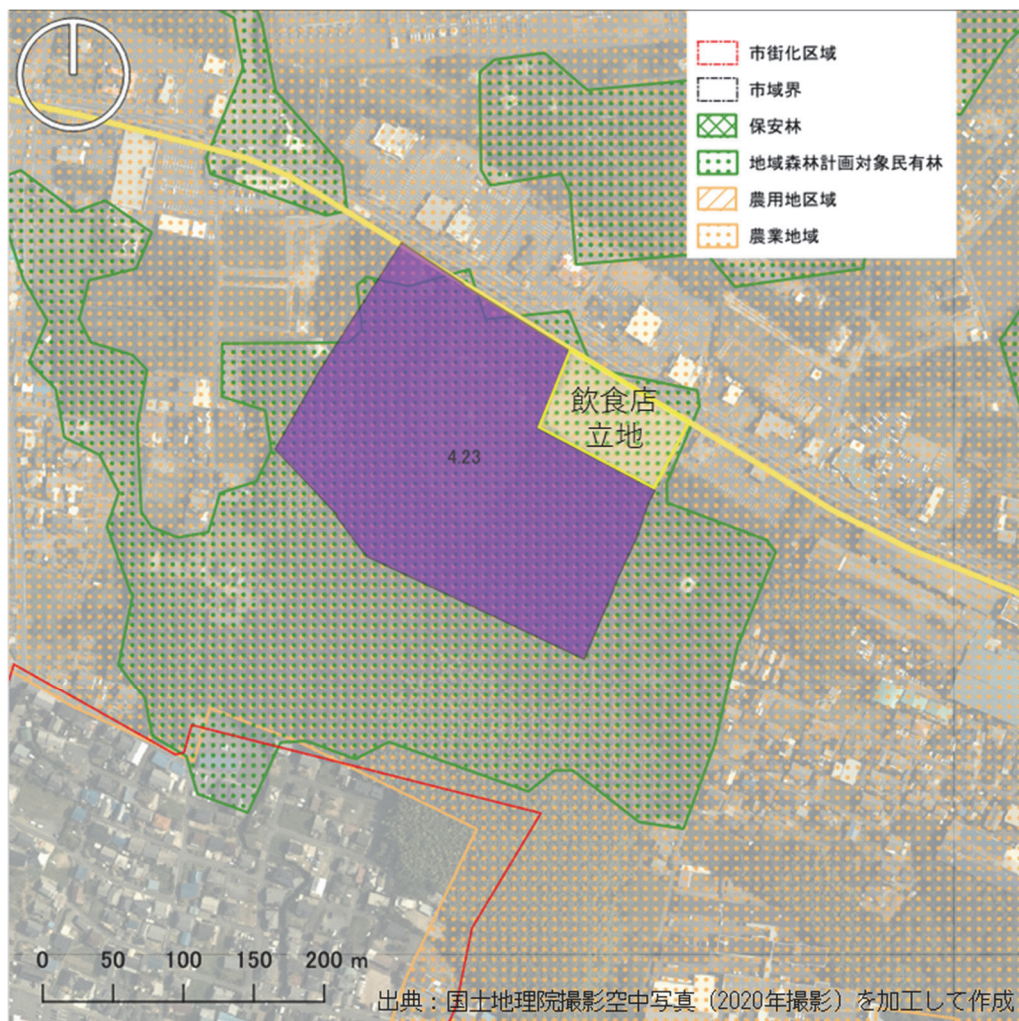 市街化区域
市域界
保安林
地域森林計画対象民有林
農用地区域
農業地域
飲食店
立地
4.23
0 50 100 150 200 m
出典：国土地理院撮影空中写真（2020年撮影）を加工して作成